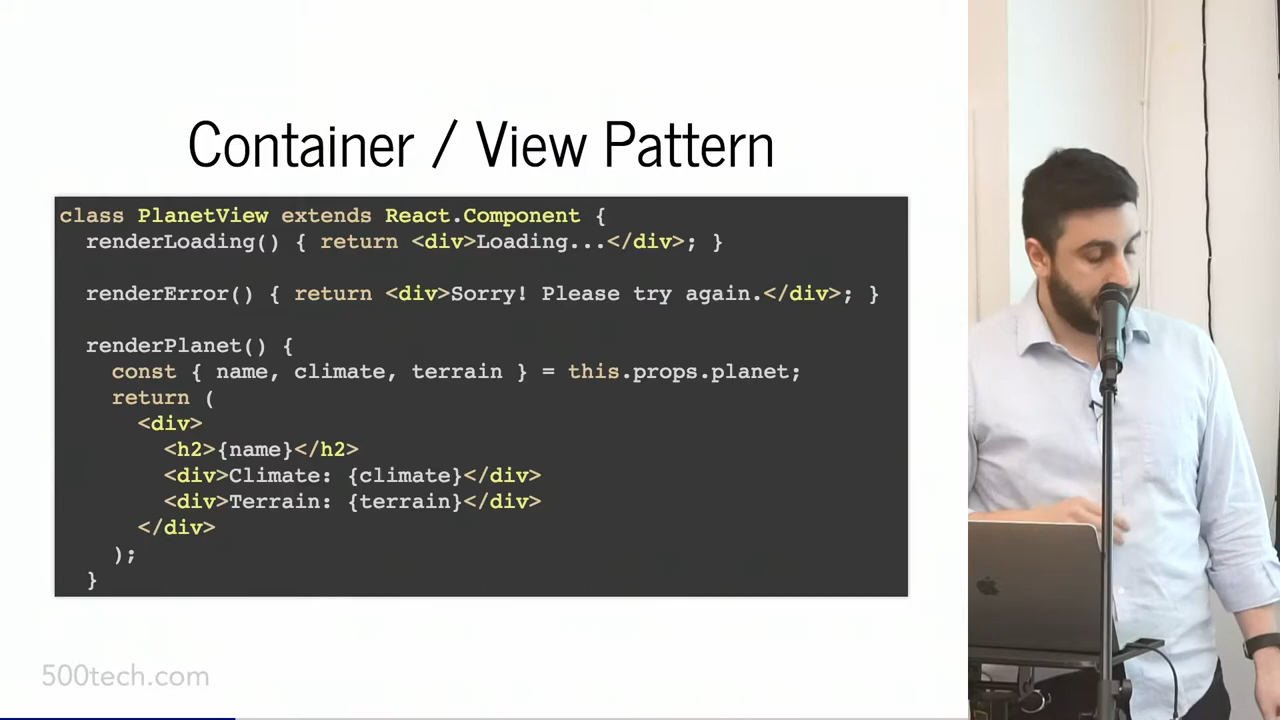 Container / View Pattern
class PlanetView extends React.Component {
renderLoading() { return <div>Loading...</div>; }
renderError() { return <div>Sorry! Please try again.</div>; }
renderPlanet() {
const { name, climate, terrain } = this.props.planet;
return (
<div>
<h2>{name}</h2>
<div>Climate: {climate}</div>
<div>Terrain: {terrain}</div>
</div>
);
}
500tech.com